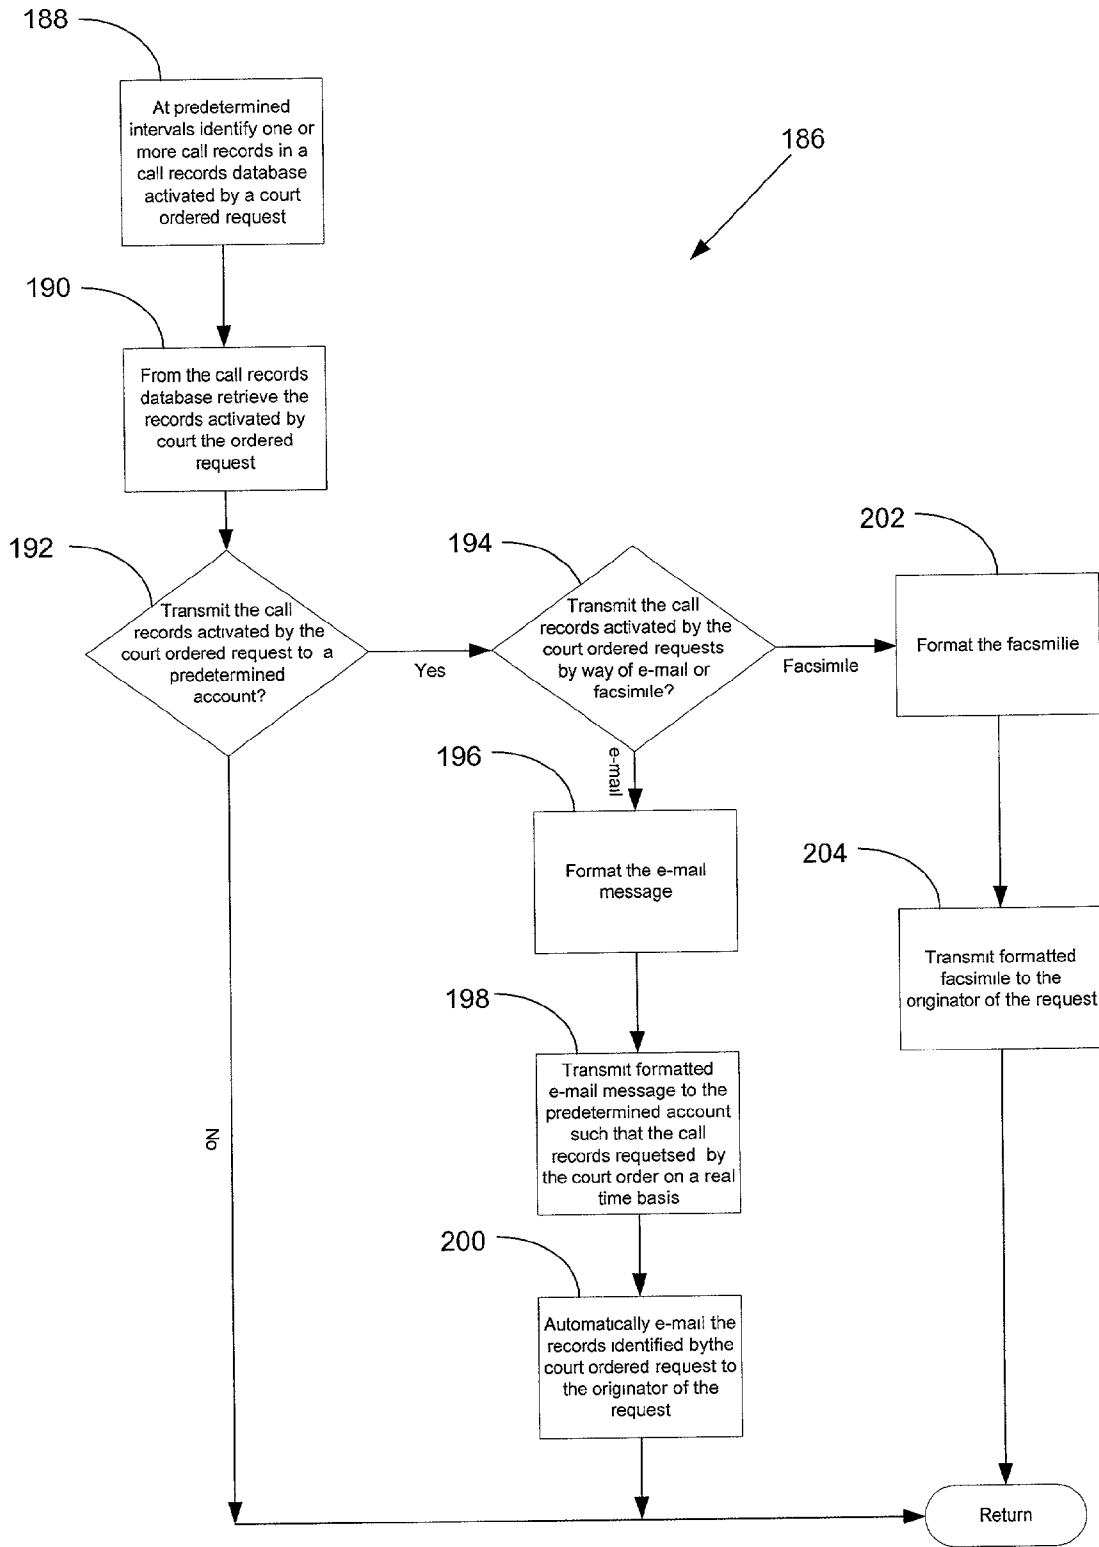 188
At predetermined
intervals identify one or
more call records in a
call records database
activated by a court
ordered request
186
190
From the call records
database retrieve the
records activated by
court the ordered
request
192
Transmit the call
records activated by the
court ordered request to a
predetermined
account?
Yes
No
194
Transmit the call
records activated by the
court ordered requests
by way of e-mail or
facsimile?
Facsimile
e-mail
202
Format the facsmilie
204
Transmit formatted
facsimile to the
originator of the request
196
Format the e-mail
message
198
Transmit formatted
e-mail message to the
predetermined account
such that the call
records requetsed by
the court order on a real
time basis
200
Automatically e-mail the
records identified bythe
court ordered request to
the originator of the
request
Return